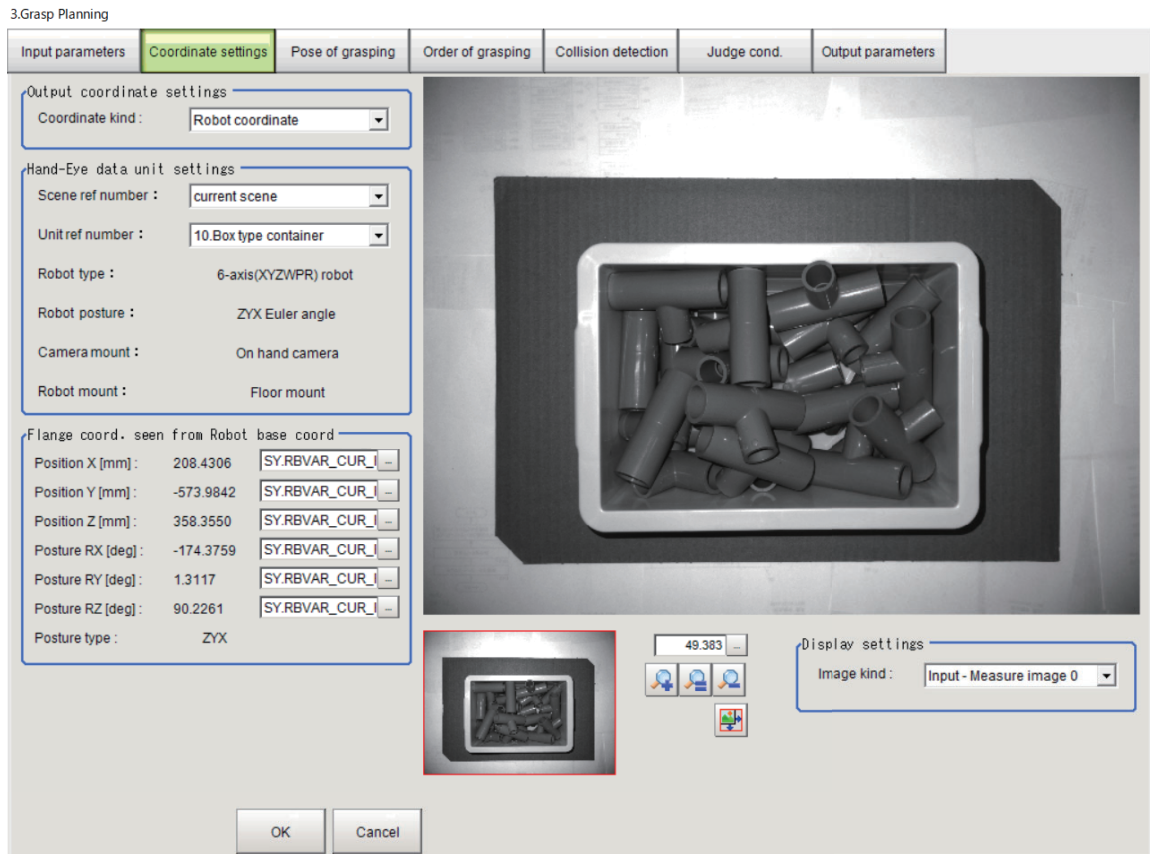 3.Grasp Planning
Input parameters Coordinate settings Pose of grasping Order of grasping Collision detection Judge cond. Output parameters
Output coordinate settings
Coordinate kind : Robot coordinate
Hand-Eye data unit settings
Scene ref number : current scene
Unit ref number : 10.Box type container
Robot type : 6-axis(XYZWPR) robot
Robot posture : ZYX Euler angle
Camera mount : On hand camera
Robot mount : Floor mount
Flange coord. seen from Robot base coord
Position X [mm] : 208.4306 SY.RBVAR_CUR_I ...
Position Y [mm] : -573.9842 SY.RBVAR_CUR_I ...
Position Z [mm] : 358.3550 SY.RBVAR_CUR_I ...
Posture RX [deg] : -174.3759 SY.RBVAR_CUR_I ...
Posture RY [deg] : 1.3117 SY.RBVAR_CUR_I ...
Posture RZ [deg] : 90.2261 SY.RBVAR_CUR_I ...
Posture type : ZYX
49.383 ...
Display settings
Image kind : Input - Measure image 0
OK Cancel